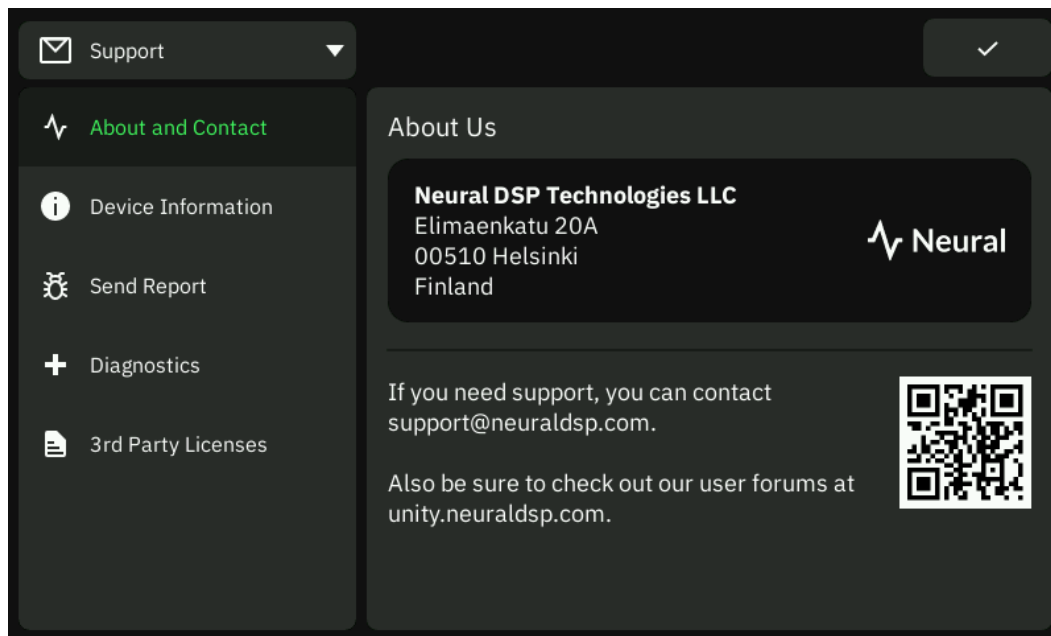 Support
About and Contact
Device Information
Send Report
Diagnostics
3rd Party Licenses
About Us
Neural DSP Technologies LLC
Elimaenkatu 20A
00510 Helsinki
Finland
Neural
If you need support, you can contact
support@neuraldsp.com.
Also be sure to check out our user forums at
unity.neuraldsp.com.